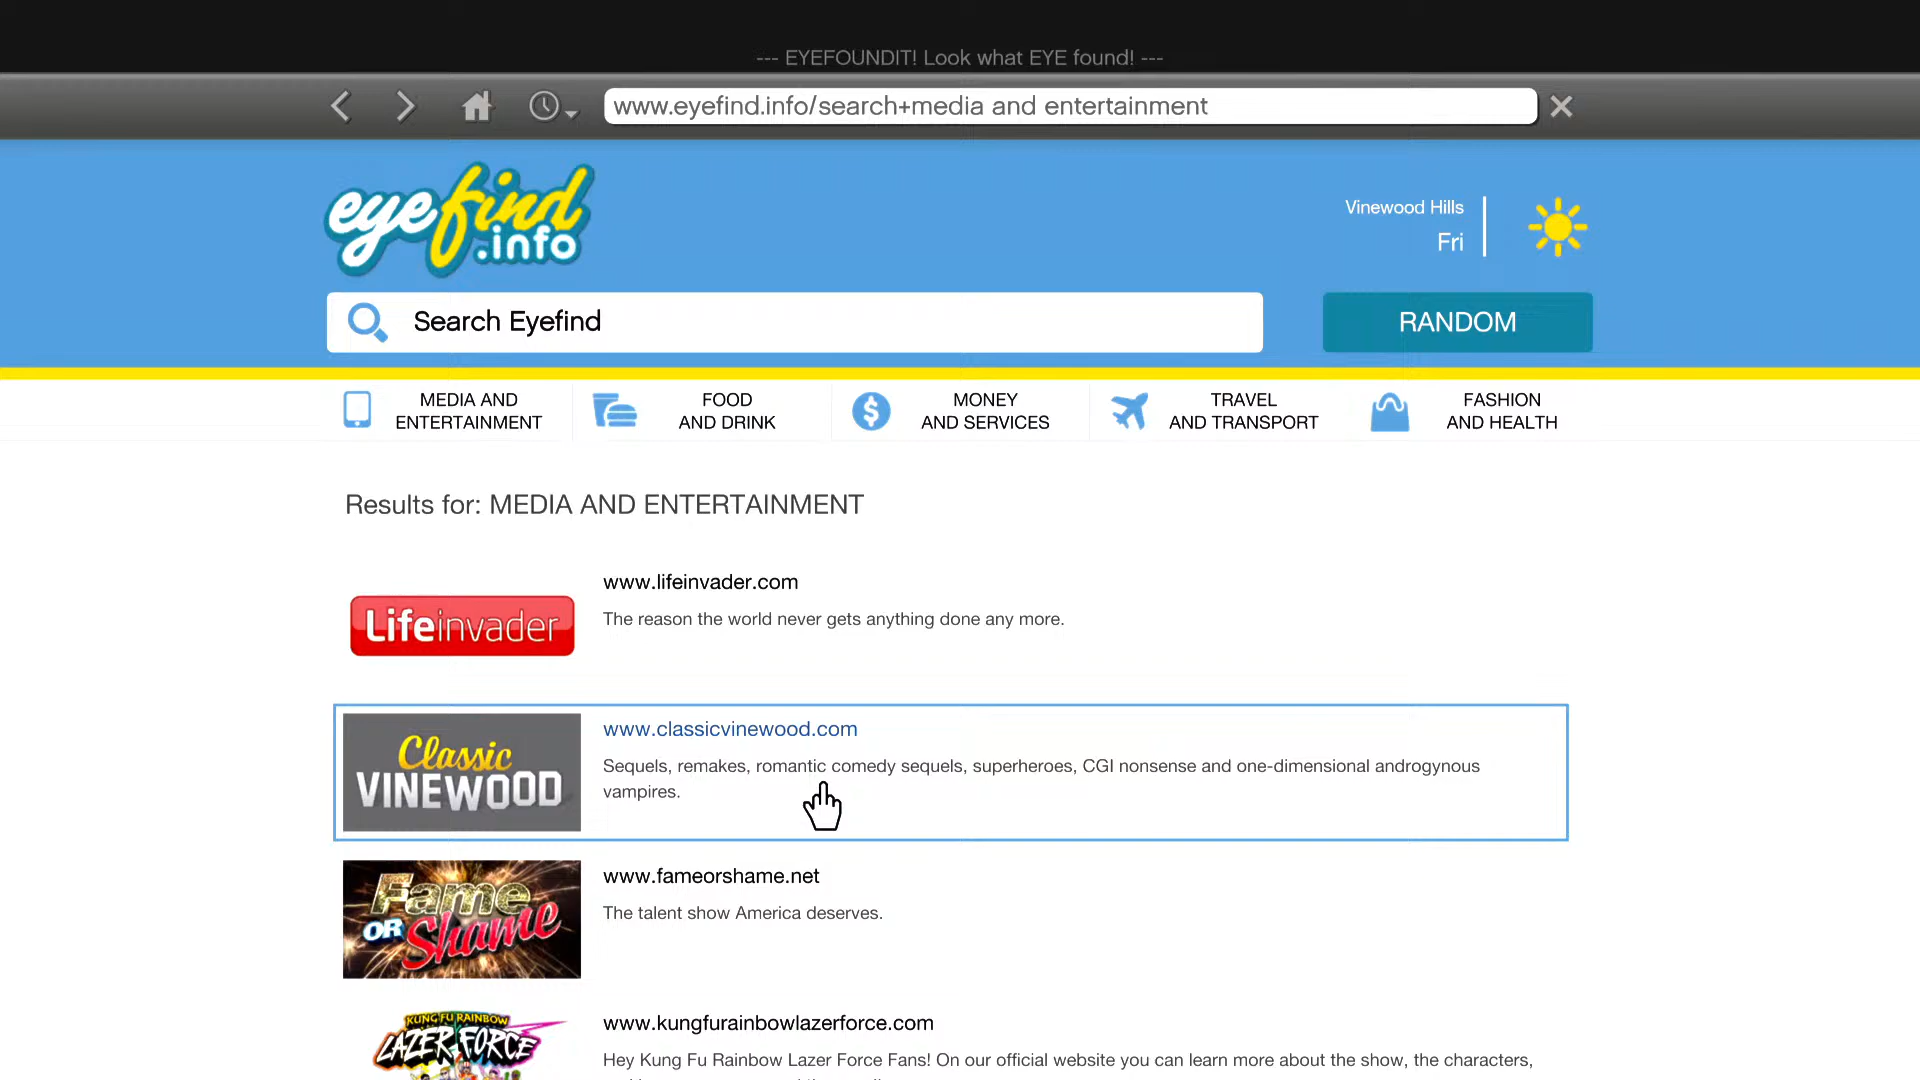 --- EYEFOUNDIT! Look what EYE found! ---
www.eyefind.info/search+media and entertainment
eyefind
.info
Vinewood Hills
Fri
Search Eyefind
RANDOM
MEDIA AND
ENTERTAINMENT
FOOD
AND DRINK
MONEY
AND SERVICES
TRAVEL
AND TRANSPORT
FASHION
AND HEALTH
Results for: MEDIA AND ENTERTAINMENT
Lifeinvader
www.lifeinvader.com
The reason the world never gets anything done any more.
Classic
VINEWOOD
www.classicvinewood.com
Sequels, remakes, romantic comedy sequels, superheroes, CGI nonsense and one-dimensional androgynous
vampires.
Fame
OR Shame
www.fameorshame.net
The talent show America deserves.
KUNG FU RAINBOW
LAZER FORCE
www.kungfurainbowlazerforce.com
Hey Kung Fu Rainbow Lazer Force Fans! On our official website you can learn more about the show, the characters,